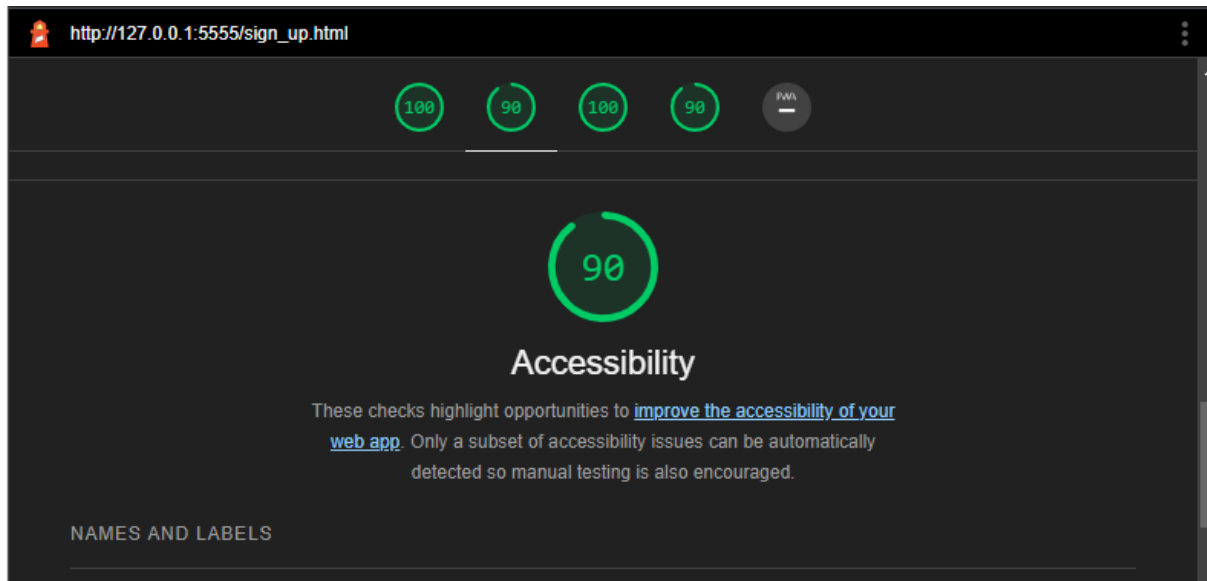 http://127.0.0.1:5555/sign_up.html
100 90 100 90 PWA
90
Accessibility
These checks highlight opportunities to improve the accessibility of your
web app. Only a subset of accessibility issues can be automatically
detected so manual testing is also encouraged.
NAMES AND LABELS